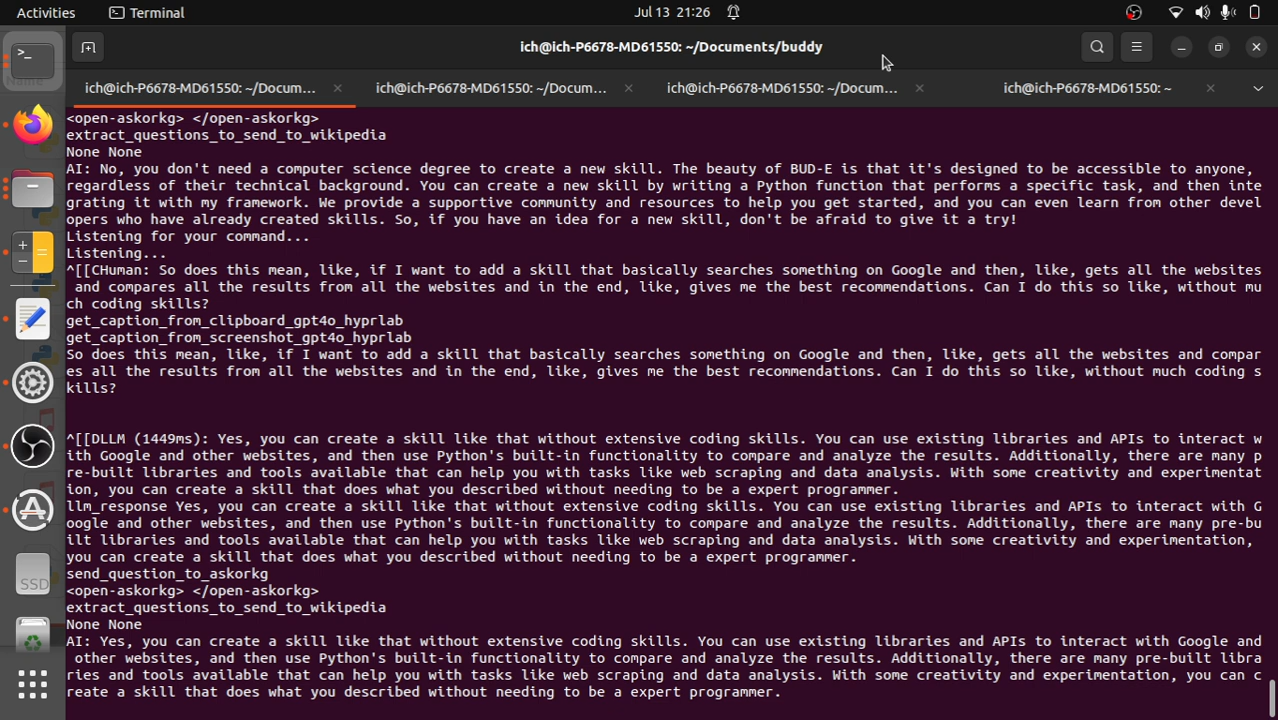 Activities
Terminal
Jul 13 21:26
ich@ich-P6678-MD61550: ~/Documents/buddy
ich@ich-P6678-MD61550: ~/Docum...
ich@ich-P6678-MD61550: ~/Docum...
ich@ich-P6678-MD61550: ~/Docum...
ich@ich-P6678-MD61550: ~
<open-askorkg> </open-askorkg>
extract_questions_to_send_to_wikipedia
None None
AI: No, you don't need a computer science degree to create a new skill. The beauty of BUD-E is that it's designed to be accessible to anyone,
regardless of their technical background. You can create a new skill by writing a Python function that performs a specific task, and then inte
grating it with my framework. We provide a supportive community and resources to help you get started, and you can even learn from other devel
opers who have already created skills. So, if you have an idea for a new skill, don't be afraid to give it a try!
Listening for your command...
Listening...
^[[CHuman: So does this mean, like, if I want to add a skill that basically searches something on Google and then, like, gets all the websites
and compares all the results from all the websites and in the end, like, gives me the best recommendations. Can I do this so like, without mu
ch coding skills?
get_caption_from_clipboard_gpt4o_hyprlab
get_caption_from_screenshot_gpt4o_hyprlab
So does this mean, like, if I want to add a skill that basically searches something on Google and then, like, gets all the websites and compar
es all the results from all the websites and in the end, like, gives me the best recommendations. Can I do this so like, without much coding s
kills?
^[[DLLM (1449ms): Yes, you can create a skill like that without extensive coding skills. You can use existing libraries and APIs to interact w
ith Google and other websites, and then use Python's built-in functionality to compare and analyze the results. Additionally, there are many p
re-built libraries and tools available that can help you with tasks like web scraping and data analysis. With some creativity and experimentat
ion, you can create a skill that does what you described without needing to be a expert programmer.
llm_response Yes, you can create a skill like that without extensive coding skills. You can use existing libraries and APIs to interact with G
oogle and other websites, and then use Python's built-in functionality to compare and analyze the results. Additionally, there are many pre-bu
ilt libraries and tools available that can help you with tasks like web scraping and data analysis. With some creativity and experimentation,
you can create a skill that does what you described without needing to be a expert programmer.
send_question_to_askorkg
<open-askorkg> </open-askorkg>
extract_questions_to_send_to_wikipedia
None None
AI: Yes, you can create a skill like that without extensive coding skills. You can use existing libraries and APIs to interact with Google and
other websites, and then use Python's built-in functionality to compare and analyze the results. Additionally, there are many pre-built libra
ries and tools available that can help you with tasks like web scraping and data analysis. With some creativity and experimentation, you can c
reate a skill that does what you described without needing to be a expert programmer.
SSD